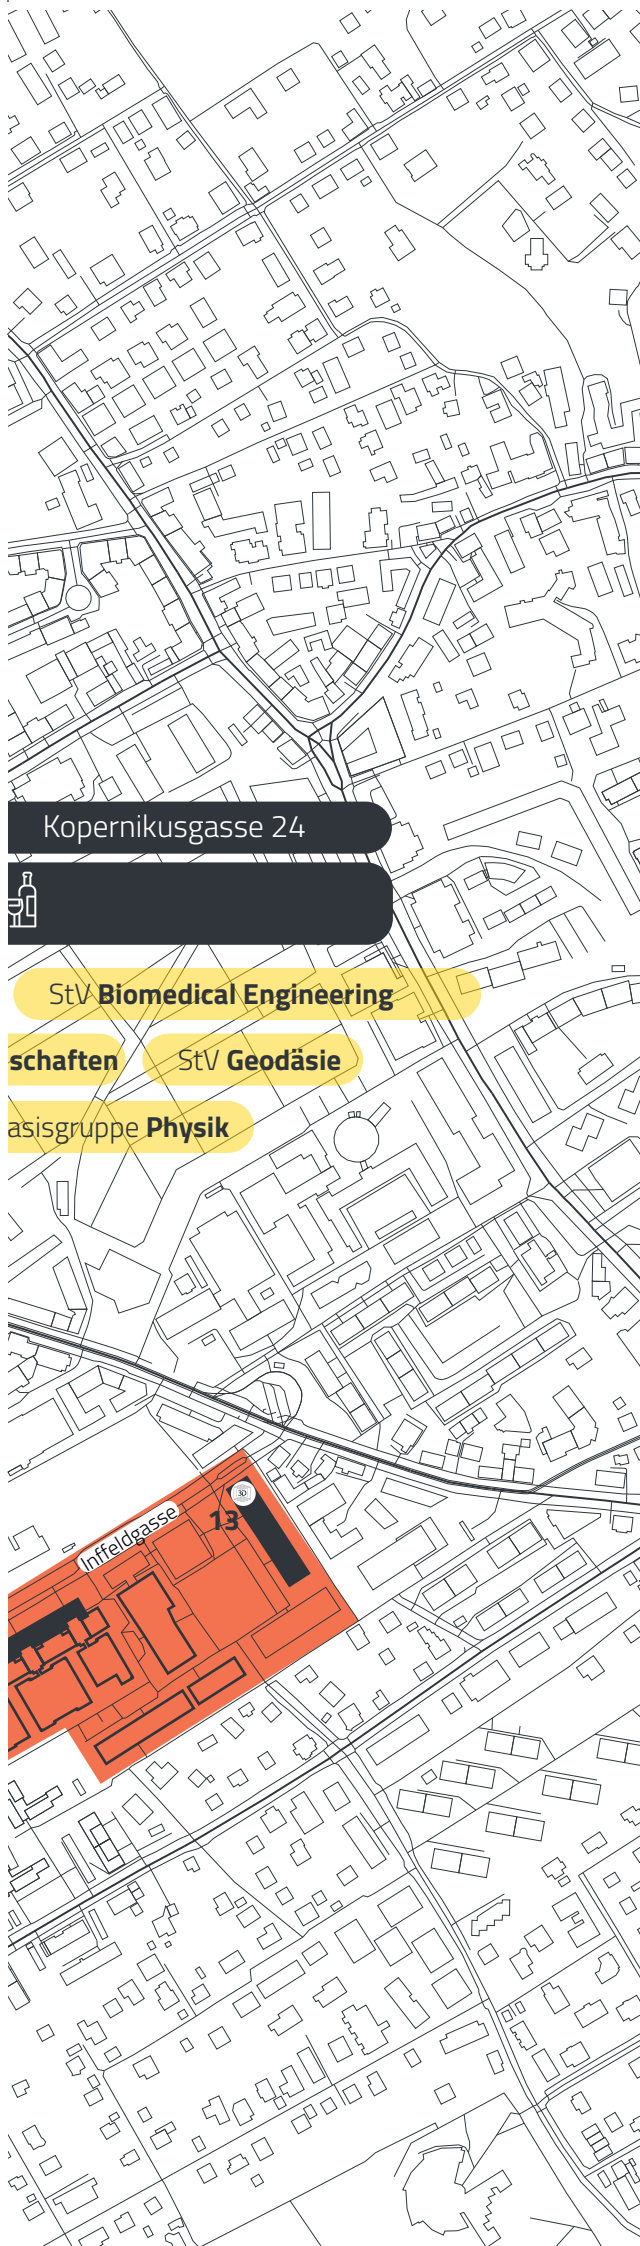 Kopernikusgasse 24
StV Biomedical Engineering
schaften
StV Geodäsie
asisgruppe Physik
Inffeldgasse
13
3D